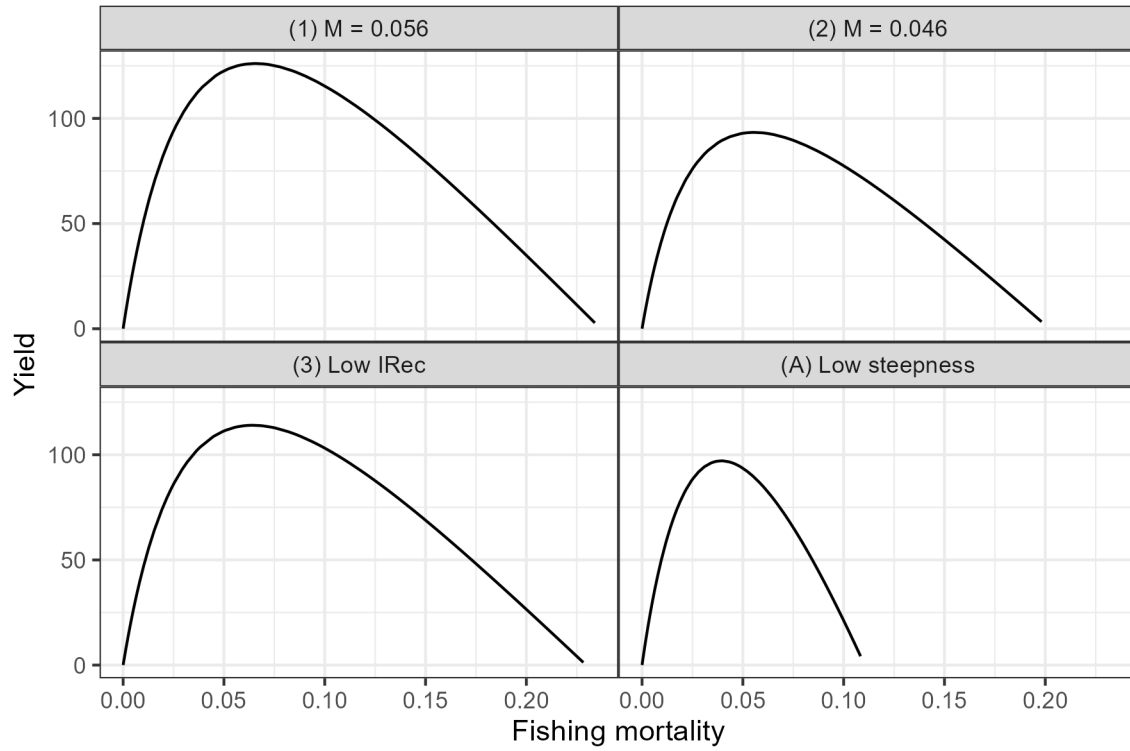 (1) M = 0.056
(2) M = 0.046
100
50
0
(3) Low IRec
(A) Low steepness
100
50
0
Yield
0.00 0.05 0.10 0.15 0.20
0.00 0.05 0.10 0.15 0.20
Fishing mortality